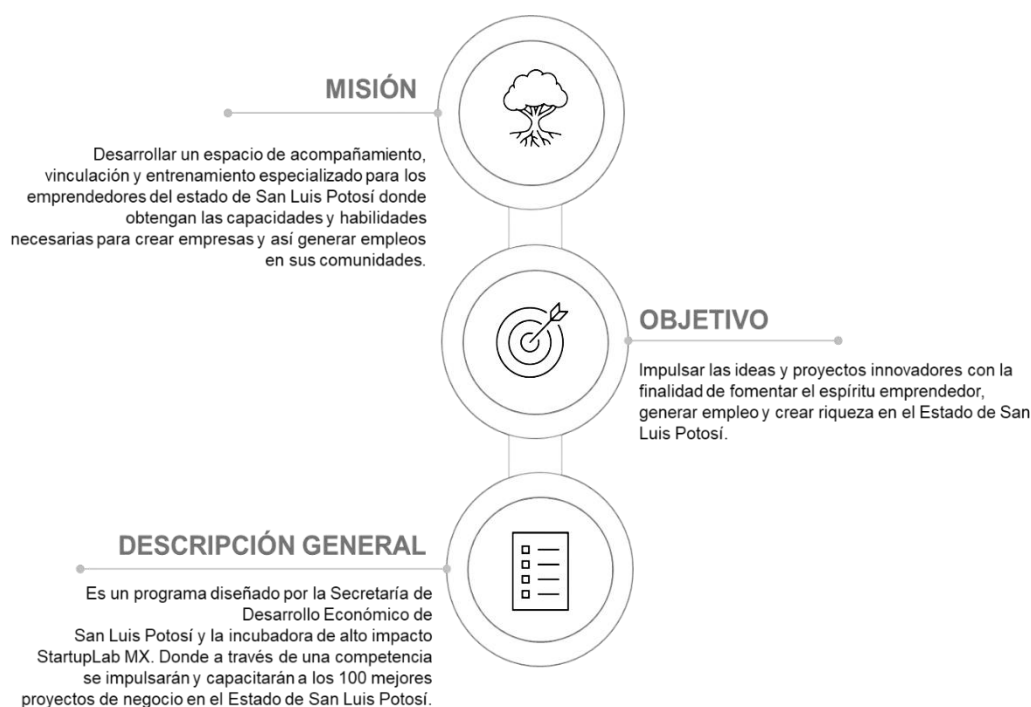 MISIÓN
Desarrollar un espacio de acompañamiento,
vinculación y entrenamiento especializado para los
emprendedores del estado de San Luis Potosí donde
obtengan las capacidades y habilidades
necesarias para crear empresas y así generar empleos
en sus comunidades.
OBJETIVO
Impulsar las ideas y proyectos innovadores con la
finalidad de fomentar el espíritu emprendedor,
generar empleo y crear riqueza en el Estado de San
Luis Potosí.
DESCRIPCIÓN GENERAL
Es un programa diseñado por la Secretaría de
Desarrollo Económico de
San Luis Potosí y la incubadora de alto impacto
StartupLab MX. Donde a través de una competencia
se impulsarán y capacitarán a los 100 mejores
proyectos de negocio en el Estado de San Luis Potosí.